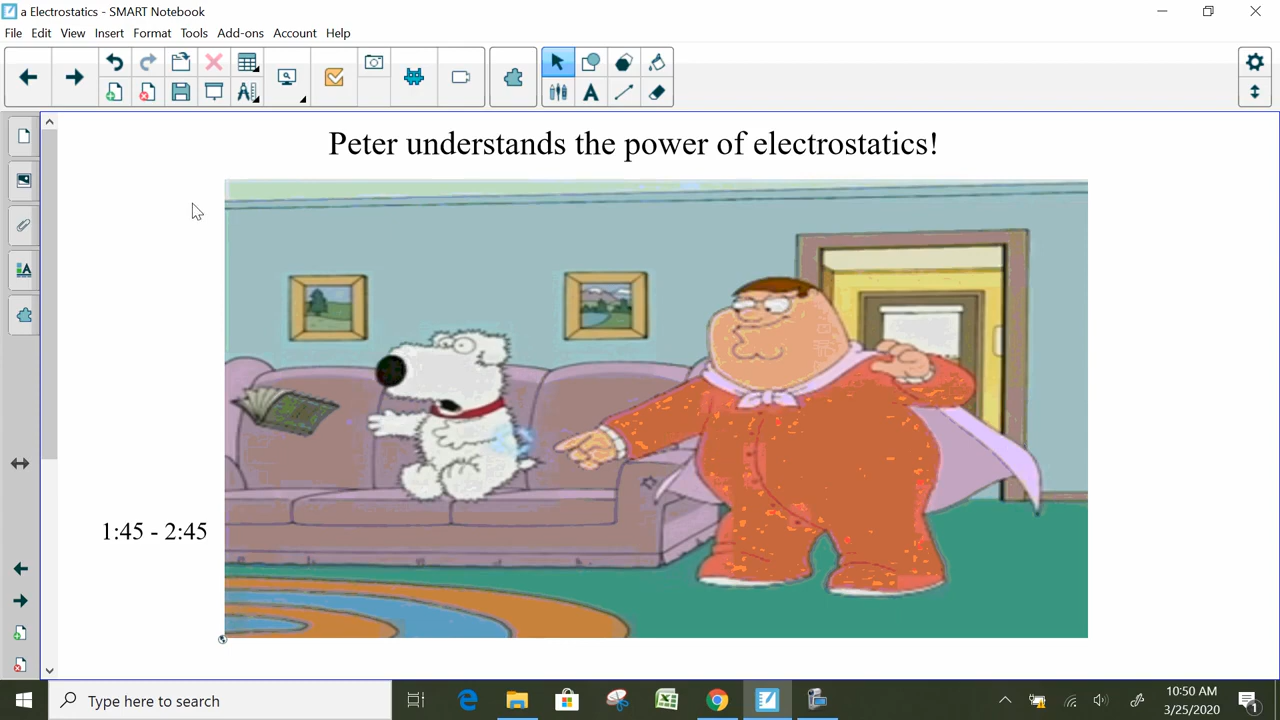 a Electrostatics - SMART Notebook
File Edit View Insert Format Tools Add-ons Account Help
Peter understands the power of electrostatics!
1:45 - 2:45
Type here to search
10:50 AM
3/25/2020
1